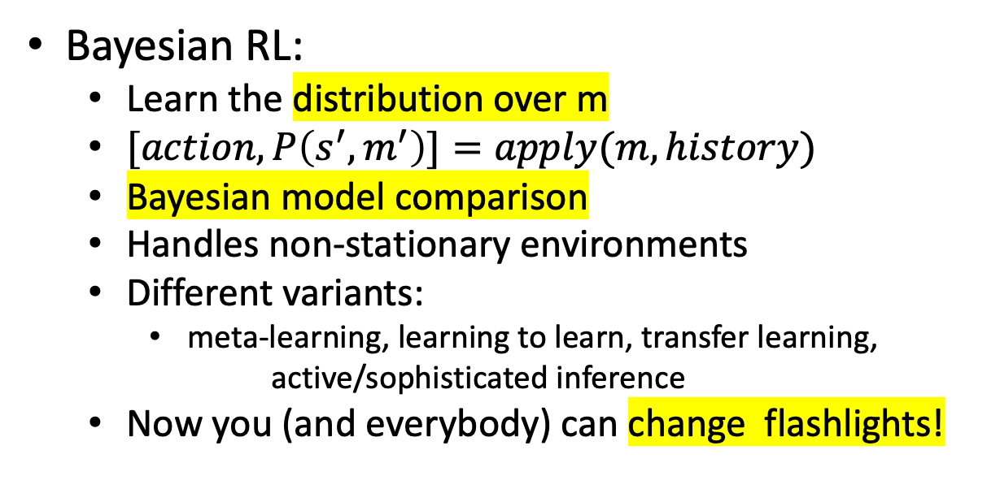 • Bayesian RL:
• Learn the distribution over m
• [action, P(s′, m′)] = apply(m, history)
• Bayesian model comparison
• Handles non-stationary environments
• Different variants:
• meta-learning, learning to learn, transfer learning,
active/sophisticated inference
• Now you (and everybody) can change  flashlights!